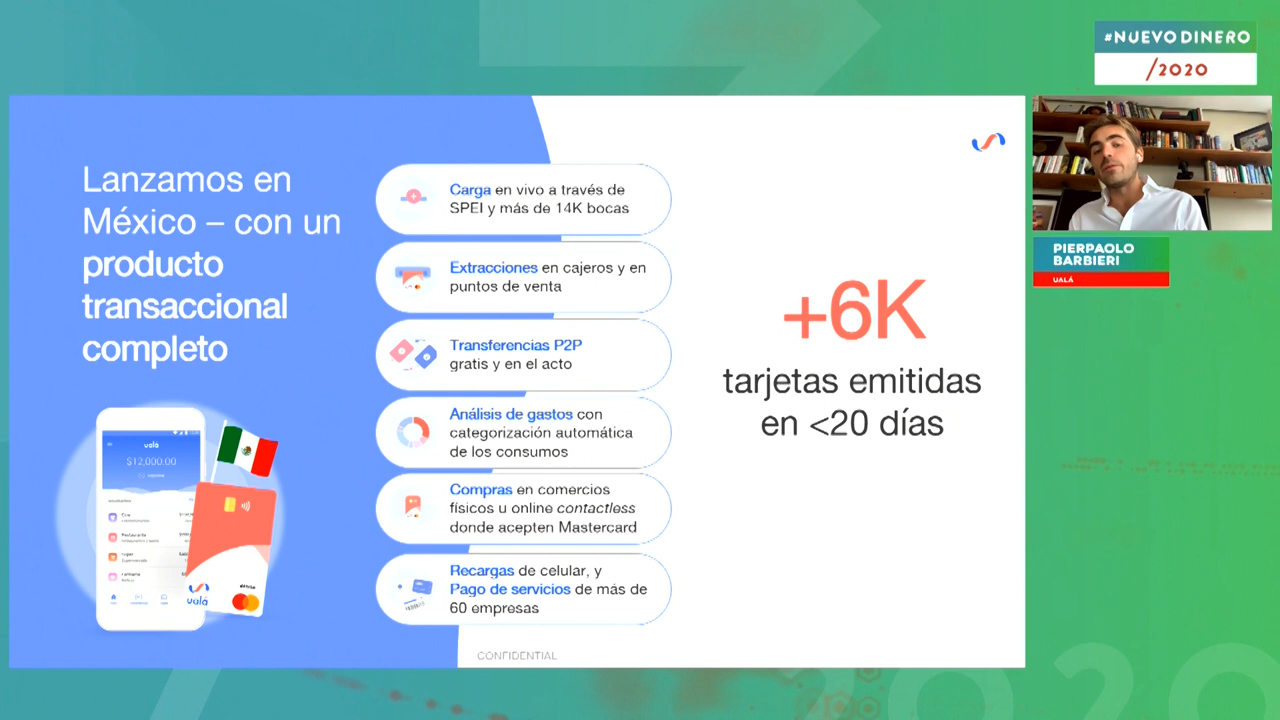 #NUEVO DINERO
/2020
Lanzamos en
México – con un
producto
transaccional
completo
Carga en vivo a través de
SPEI y más de 14K bocas
Extracciones en cajeros y en
puntos de venta
Transferencias P2P
gratis y en el acto
Análisis de gastos con
categorización automática
de los consumos
Compras en comercios
físicos u online contactless
donde acepten Mastercard
Recargas de celular, y
Pago de servicios de más de
60 empresas
+6K
tarjetas emitidas
en <20 días
PIERPAOLO
BARBIERI
UALÁ
ualá
$12,000.00
ualá
CONFIDENTIAL
2020